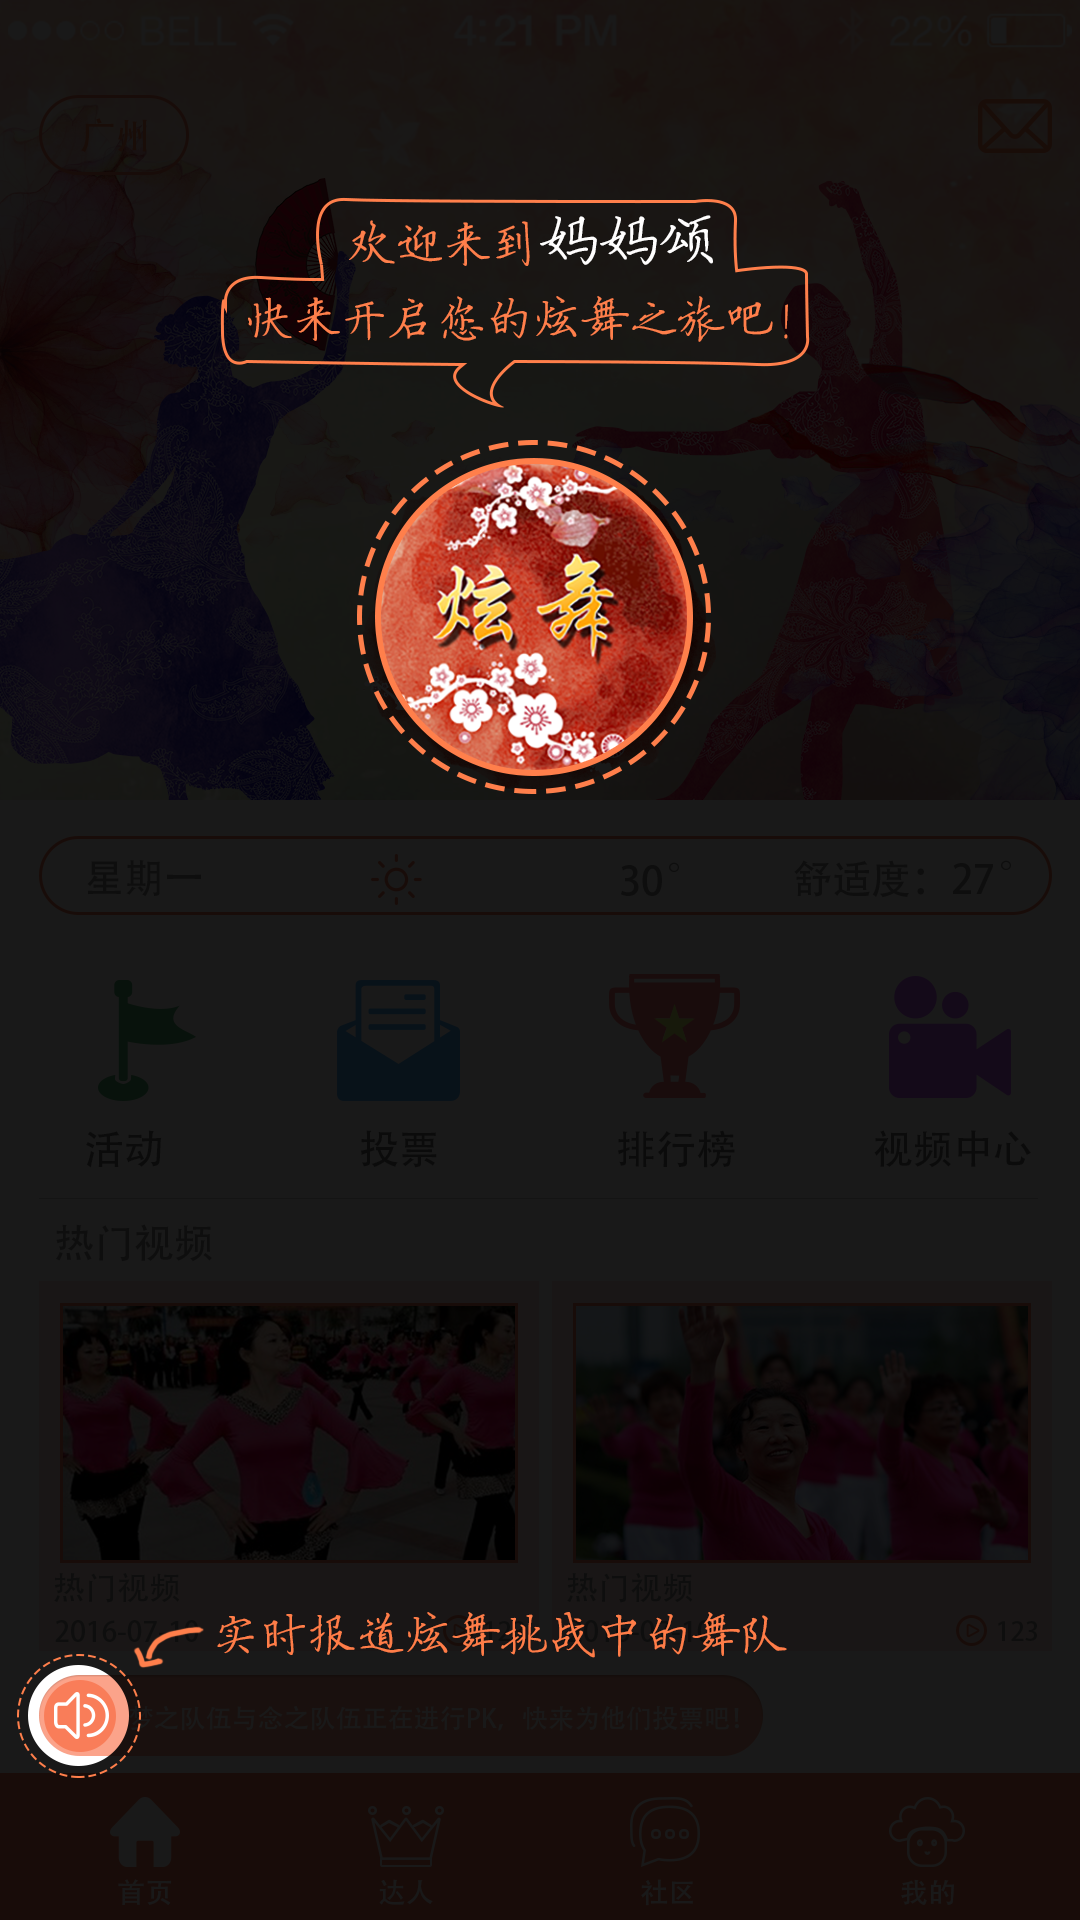 BELL 4:21 PM 22%
广州
欢迎来到妈妈颂
快来开启您的炫舞之旅吧!
炫舞
星期一 30° 舒适度：27°
活动 投票 排行榜 视频中心
热门视频
热门视频 热门视频
2016-07-10 123
实时报道炫舞挑战中的舞队
之队伍与念之队伍正在进行PK，快来为他们投票吧！
首页 达人 社区 我的